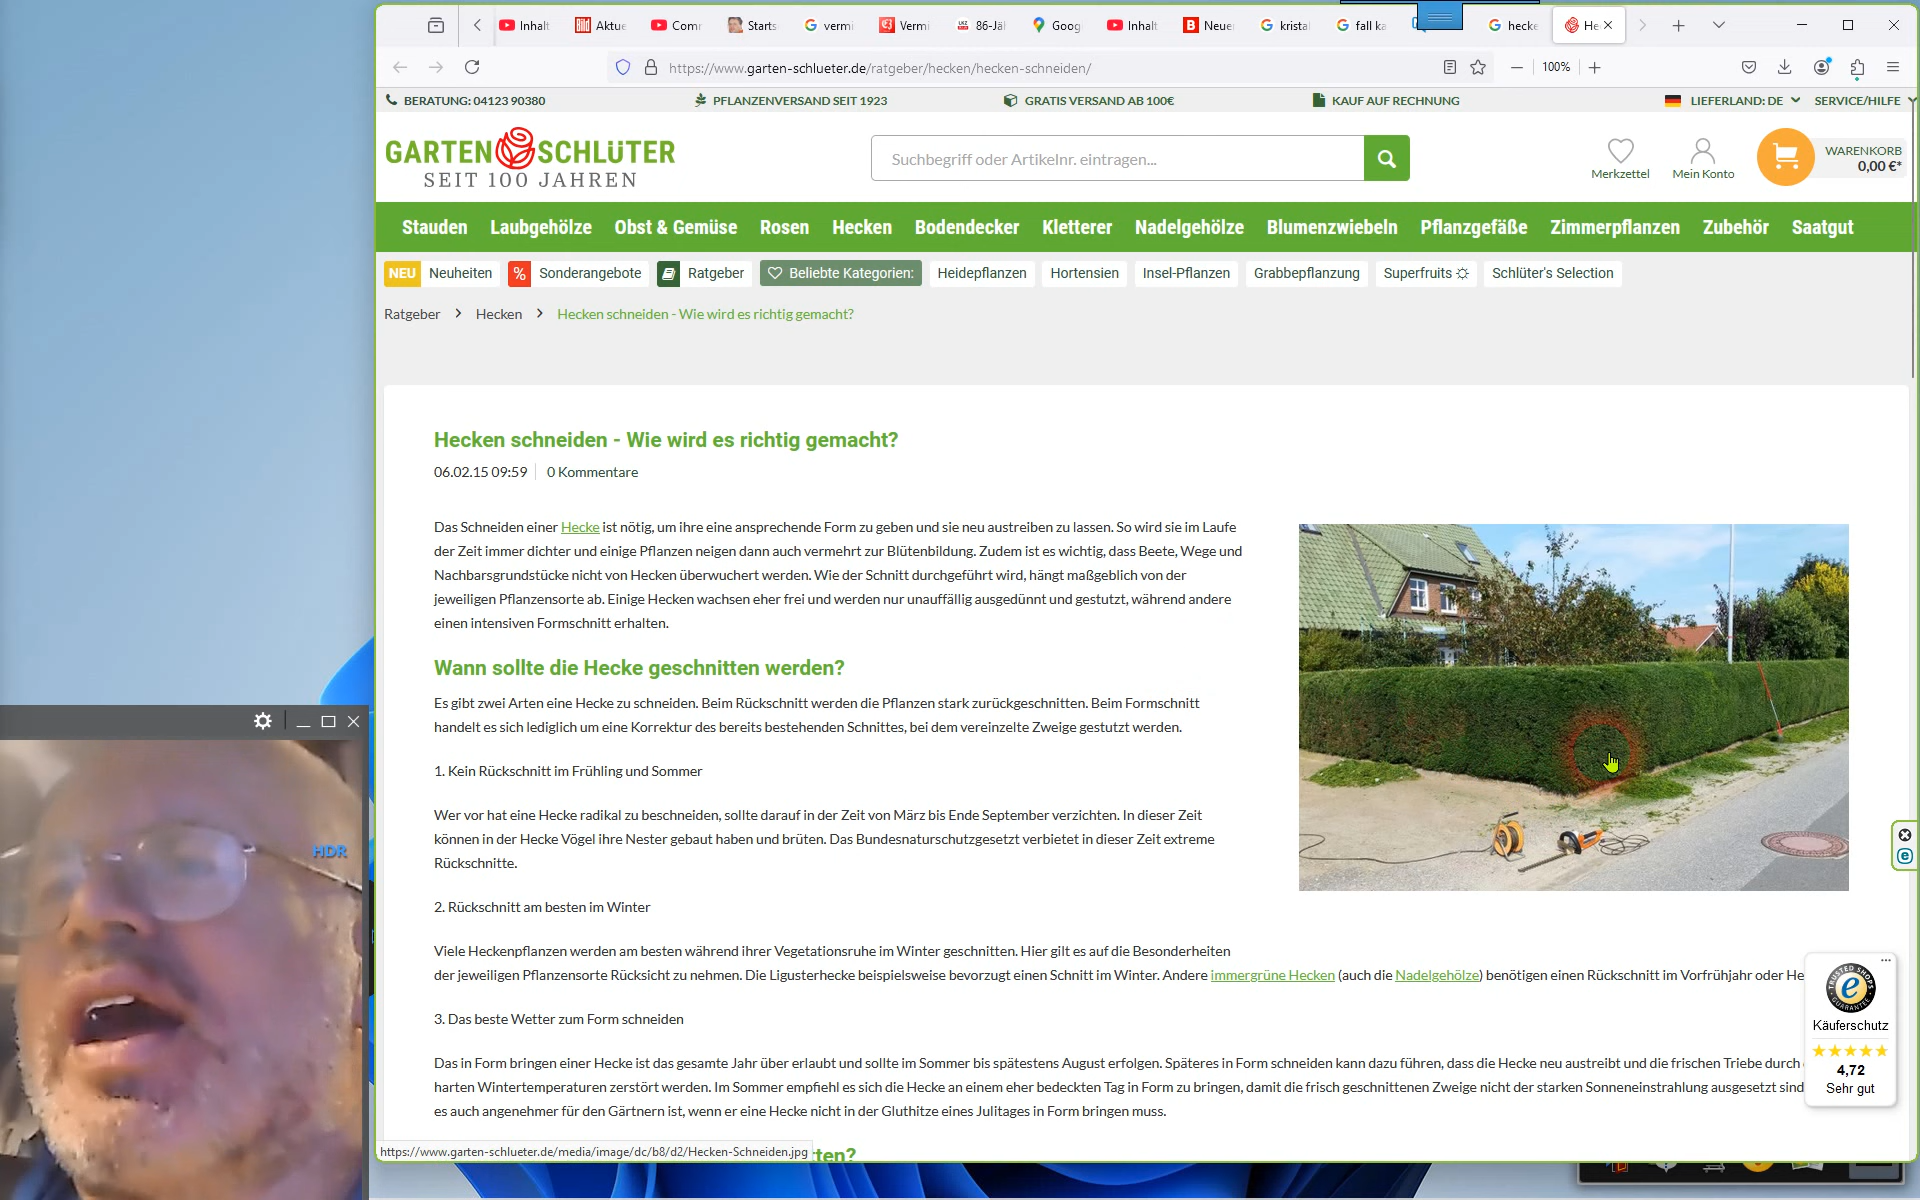 Inhalt
Aktue
Com
Starts
vermi
Vermi
86-Jäh
Goog
Inhalt
Neue
kristal
fall ka
hecke
He
https://www.garten-schlueter.de/ratgeber/hecken/hecken-schneiden/
100%
BERATUNG: 04123 90380
PFLANZENVERSAND SEIT 1923
GRATIS VERSAND AB 100€
KAUF AUF RECHNUNG
LIEFERLAND: DE
SERVICE/HILFE
GARTEN SCHLÜTER
SEIT 100 JAHREN
Suchbegriff oder Artikelnr. eintragen...
Merkzettel
Mein Konto
WARENKORB
0,00 €*
Stauden Laubgehölze Obst & Gemüse Rosen Hecken Bodendecker Kletterer Nadelgehölze Blumenzwiebeln Pflanzgefäße Zimmerpflanzen Zubehör Saatgut
NEU Neuheiten % Sonderangebote Ratgeber Beliebte Kategorien: Heidepflanzen Hortensien Insel-Pflanzen Grabbepflanzung Superfruits Schlüter's Selection
Ratgeber > Hecken > Hecken schneiden - Wie wird es richtig gemacht?
Hecken schneiden - Wie wird es richtig gemacht?
06.02.15 09:59 0 Kommentare
Das Schneiden einer Hecke ist nötig, um ihre eine ansprechende Form zu geben und sie neu austreiben zu lassen. So wird sie im Laufe
der Zeit immer dichter und einige Pflanzen neigen dann auch vermehrt zur Blütenbildung. Zudem ist es wichtig, dass Beete, Wege und
Nachbarsgrundstücke nicht von Hecken überwuchert werden. Wie der Schnitt durchgeführt wird, hängt maßgeblich von der
jeweiligen Pflanzensorte ab. Einige Hecken wachsen eher frei und werden nur unauffällig ausgedünnt und gestutzt, während andere
einen intensiven Formschnitt erhalten.
Wann sollte die Hecke geschnitten werden?
Es gibt zwei Arten eine Hecke zu schneiden. Beim Rückschnitt werden die Pflanzen stark zurückgeschnitten. Beim Formschnitt
handelt es sich lediglich um eine Korrektur des bereits bestehenden Schnittes, bei dem vereinzelte Zweige gestutzt werden.
1. Kein Rückschnitt im Frühling und Sommer
Wer vor hat eine Hecke radikal zu beschneiden, sollte darauf in der Zeit von März bis Ende September verzichten. In dieser Zeit
können in der Hecke Vögel ihre Nester gebaut haben und brüten. Das Bundesnaturschutzgesetzt verbietet in dieser Zeit extreme
Rückschnitte.
2. Rückschnitt am besten im Winter
Viele Heckenpflanzen werden am besten während ihrer Vegetationsruhe im Winter geschnitten. Hier gilt es auf die Besonderheiten
der jeweiligen Pflanzensorte Rücksicht zu nehmen. Die Ligusterhecke beispielsweise bevorzugt einen Schnitt im Winter. Andere immergrüne Hecken (auch die Nadelgehölze) benötigen einen Rückschnitt im Vorfrühjahr oder He
3. Das beste Wetter zum Form schneiden
Das in Form bringen einer Hecke ist das gesamte Jahr über erlaubt und sollte im Sommer bis spätestens August erfolgen. Späteres in Form schneiden kann dazu führen, dass die Hecke neu austreibt und die frischen Triebe durch
harten Wintertemperaturen zerstört werden. Im Sommer empfiehl es sich die Hecke an einem eher bedeckten Tag in Form zu bringen, damit die frisch geschnittenen Zweige nicht der starken Sonneneinstrahlung ausgesetzt sind
es auch angenehmer für den Gärtnern ist, wenn er eine Hecke nicht in der Gluthitze eines Julitages in Form bringen muss.
ten?
https://www.garten-schlueter.de/media/image/dc/b8/d2/Hecken-Schneiden.jpg
HDR
TRUSTED SHOPS
GUARANTEE
Käuferschutz
4,72
Sehr gut